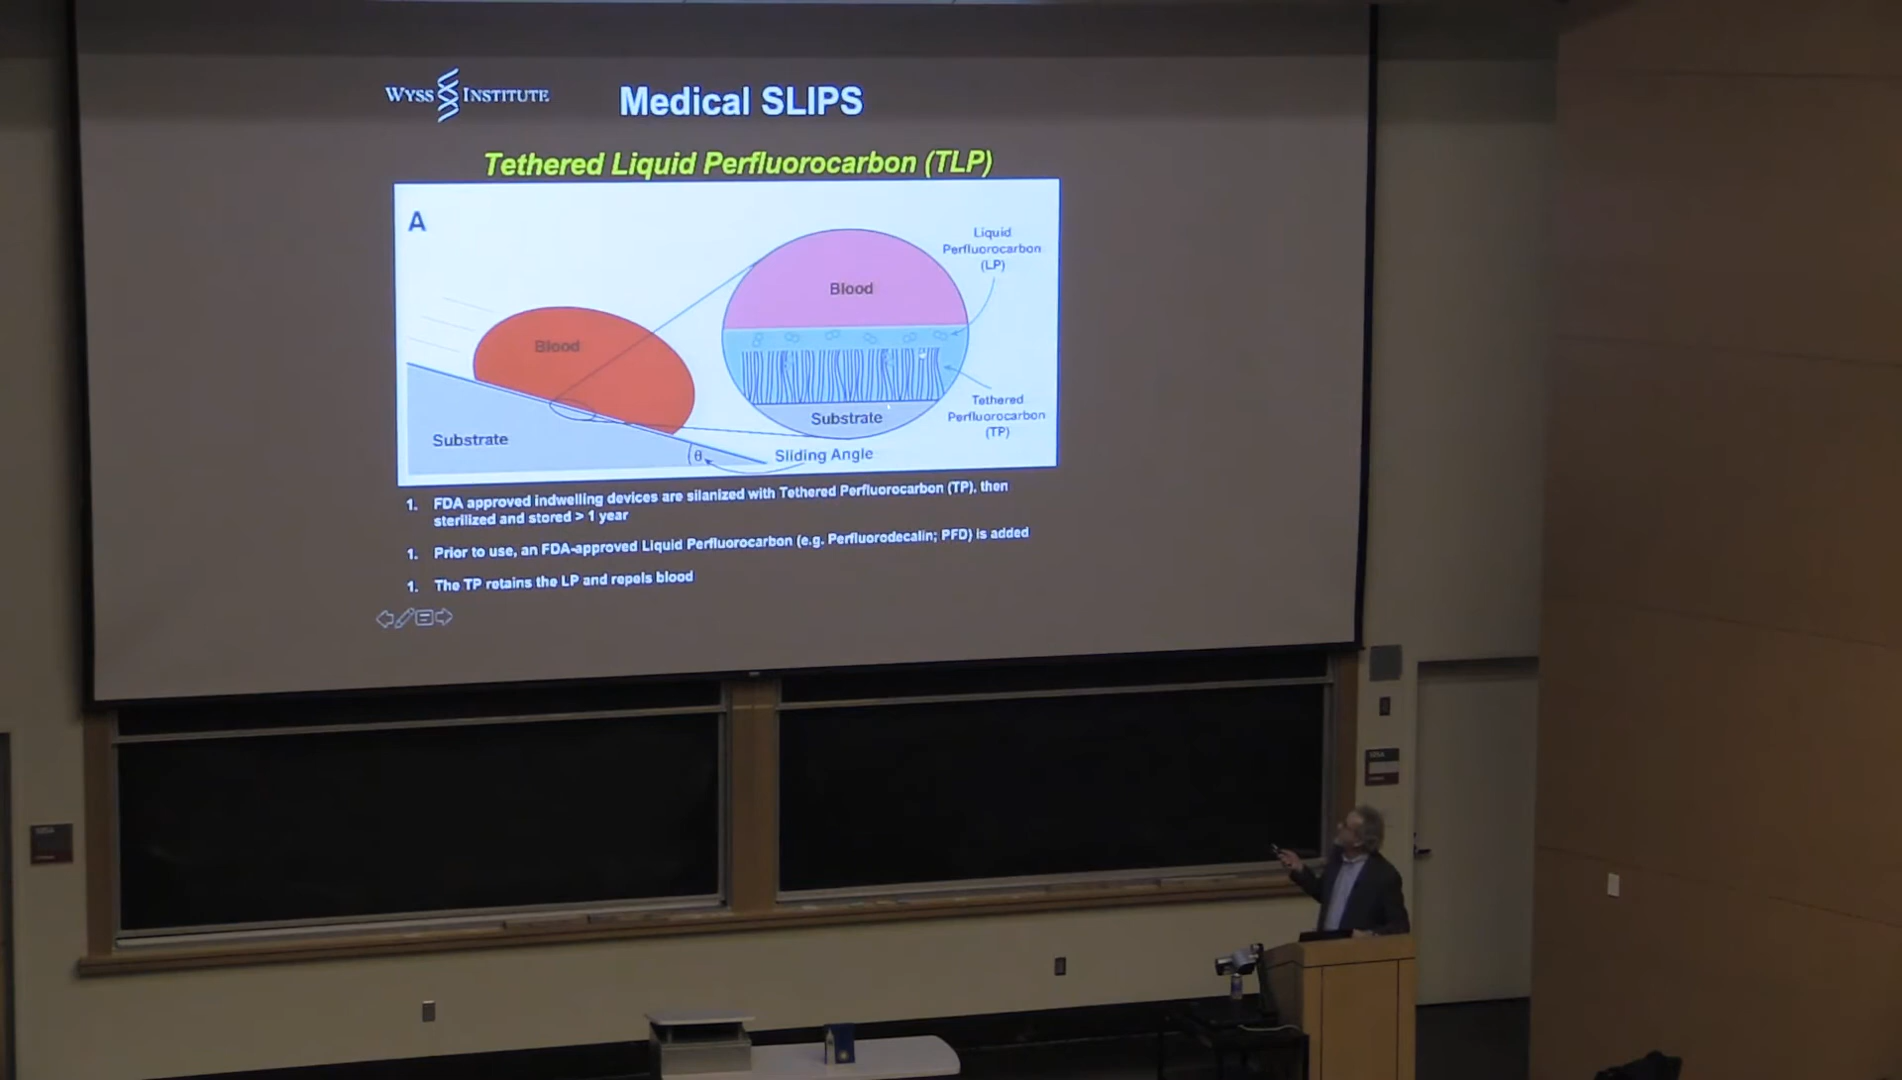 WYSS INSTITUTE
Medical SLIPS
Tethered Liquid Perfluorocarbon (TLP)
A
Liquid
Perfluorocarbon
(LP)
Blood
Blood
Tethered
Perfluorocarbon
(TP)
Substrate
Substrate
θ
Sliding Angle
1. FDA approved indwelling devices are silanized with Tethered Perfluorocarbon (TP), then
sterilized and stored > 1 year
1. Prior to use, an FDA-approved Liquid Perfluorocarbon (e.g. Perfluorodecalin; PFD) is added
1. The TP retains the LP and repels blood